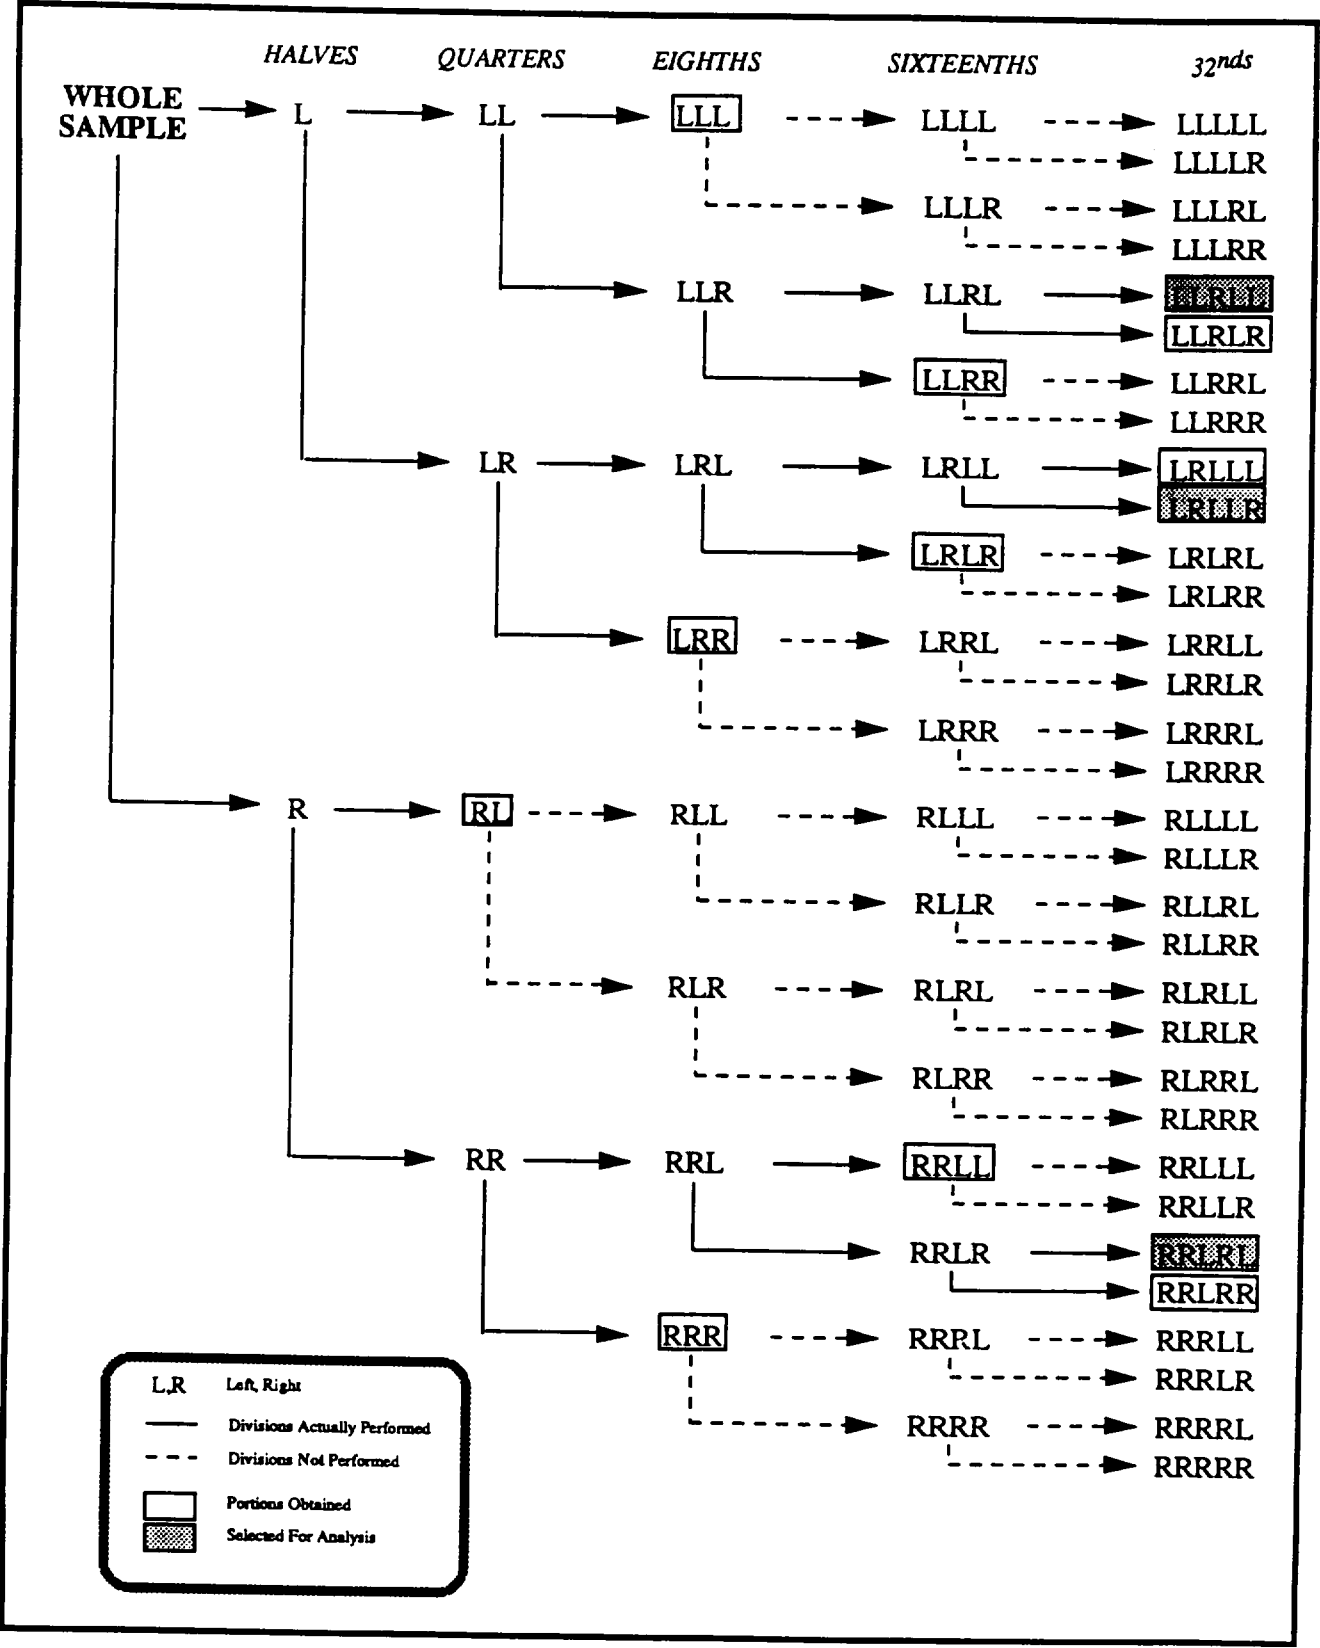 HALVES QUARTERS EIGHTHS SIXTEENTHS 32nds
WHOLE SAMPLE L LL LLL LLLL LLLLL
LLLLR
LLLR LLLRL
LLLRR
LLR LLRL LLRLL
LLRLR
LLRR LLRRL
LLRRR
LR LRL LRLL LRLLL
LRLLR
LRLR LRLRL
LRLRR
LRR LRRL LRRLL
LRRLR
LRRR LRRRL
LRRRR
R RL RLL RLLL RLLLL
RLLLR
RLLR RLLRL
RLLRR
RLR RLRL RLRLL
RLRLR
RLRR RLRRL
RLRRR
RR RRL RRLL RRLLL
RRLLR
RRLR RRLRL
RRLRR
RRR RRRL RRRLL
RRRLR
RRRR RRRRL
RRRRR
L,R Left, Right
Divisions Actually Performed
Divisions Not Performed
Portions Obtained
Selected For Analysis